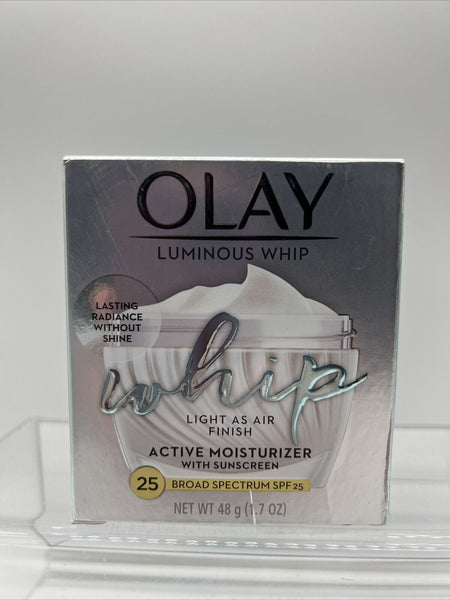 OLAY
LUMINOUS WHIP
LASTING
RADIANCE
WITHOUT
SHINE
whip
LIGHT AS AIR
FINISH
ACTIVE MOISTURIZER
WITH SUNSCREEN
25 BROAD SPECTRUM SPF 25
NET WT 48 g (1.7 OZ)